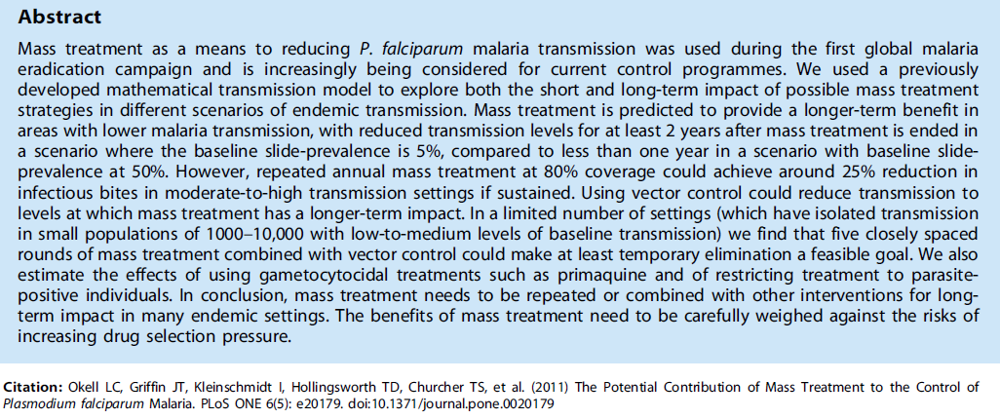 Abstract
Mass treatment as a means to reducing P. falciparum malaria transmission was used during the first global malaria
eradication campaign and is increasingly being considered for current control programmes. We used a previously
developed mathematical transmission model to explore both the short and long-term impact of possible mass treatment
strategies in different scenarios of endemic transmission. Mass treatment is predicted to provide a longer-term benefit in
areas with lower malaria transmission, with reduced transmission levels for at least 2 years after mass treatment is ended in
a scenario where the baseline slide-prevalence is 5%, compared to less than one year in a scenario with baseline slide-
prevalence at 50%. However, repeated annual mass treatment at 80% coverage could achieve around 25% reduction in
infectious bites in moderate-to-high transmission settings if sustained. Using vector control could reduce transmission to
levels at which mass treatment has a longer-term impact. In a limited number of settings (which have isolated transmission
in small populations of 1000–10,000 with low-to-medium levels of baseline transmission) we find that five closely spaced
rounds of mass treatment combined with vector control could make at least temporary elimination a feasible goal. We also
estimate the effects of using gametocytocidal treatments such as primaquine and of restricting treatment to parasite-
positive individuals. In conclusion, mass treatment needs to be repeated or combined with other interventions for long-
term impact in many endemic settings. The benefits of mass treatment need to be carefully weighed against the risks of
increasing drug selection pressure.
Citation: Okell LC, Griffin JT, Kleinschmidt I, Hollingsworth TD, Churcher TS, et al. (2011) The Potential Contribution of Mass Treatment to the Control of
Plasmodium falciparum Malaria. PLoS ONE 6(5): e20179. doi:10.1371/journal.pone.0020179